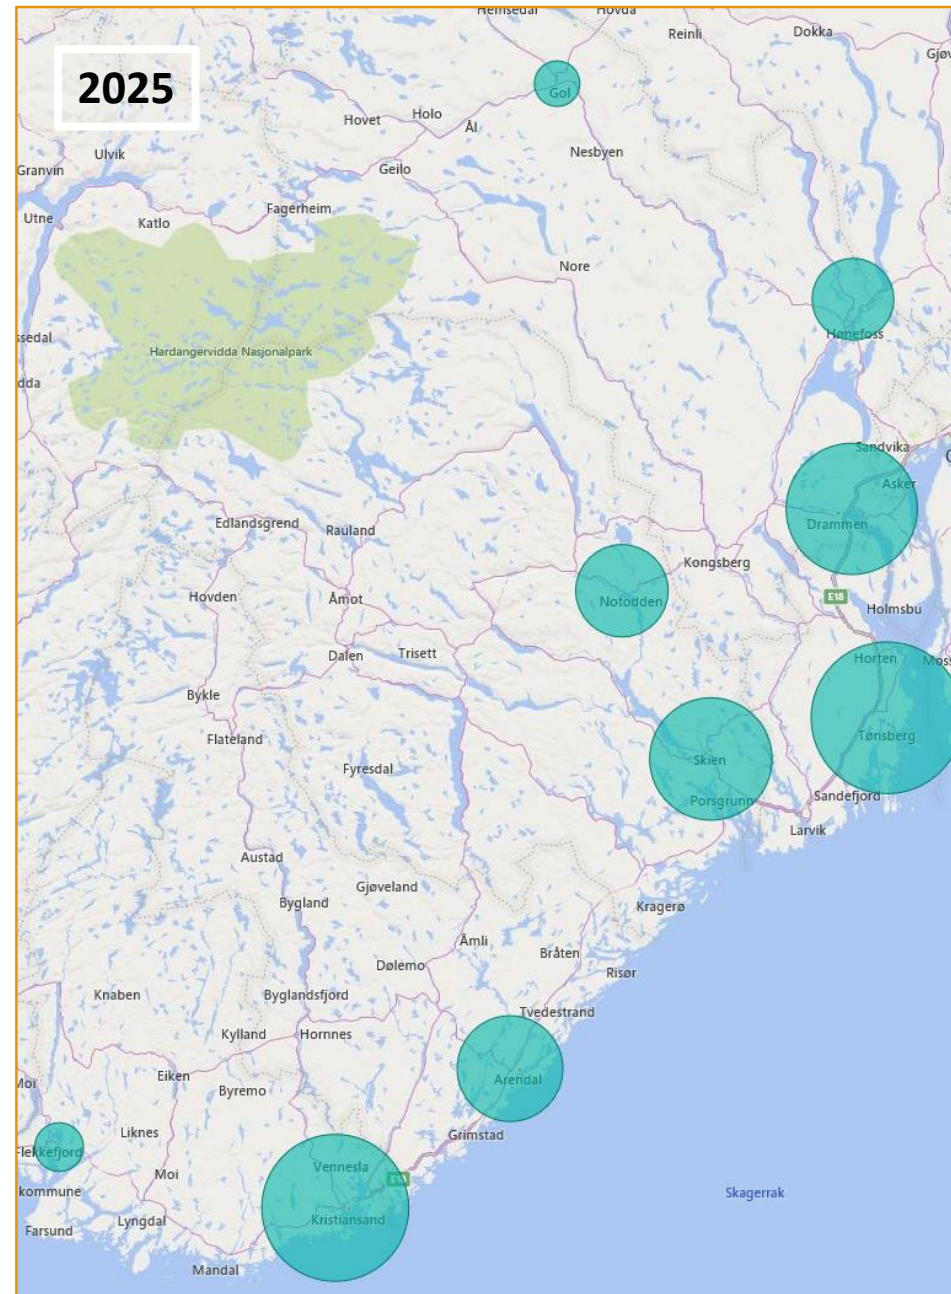 2025
Hemsedal
Hovda
Reinli
Dokka
Gjøv
Gol
Hovet
Holo
Ål
Ulvik
Nesbyen
Granvin
Geilo
Utne
Katlo
Fagerheim
Nore
ssedal
Hønefoss
Hardangervidda Nasjonalpark
dda
Sandvika
Asker
Edlandsgrend
Rauland
Drammen
Kongsberg
Hovden
Åmot
Notodden
E18
Holmsbu
Dalen
Trisett
Horten
Moss
Bykle
Flateland
Tønsberg
Fyresdal
Skien
Porsgrunn
Sandefjord
Larvik
Austad
Gjøveland
Bygland
Kragerø
Åmli
Bråten
Dølemo
Risør
Knaben
Byglandsfjord
Tvedestrand
Kylland
Hornnes
Moi
Eiken
Byremo
Arendal
Liknes
Grimstad
Flekkefjord
Moi
Vennesla
kommune
Skagerrak
Farsund
Lyngdal
Kristiansand
Mandal